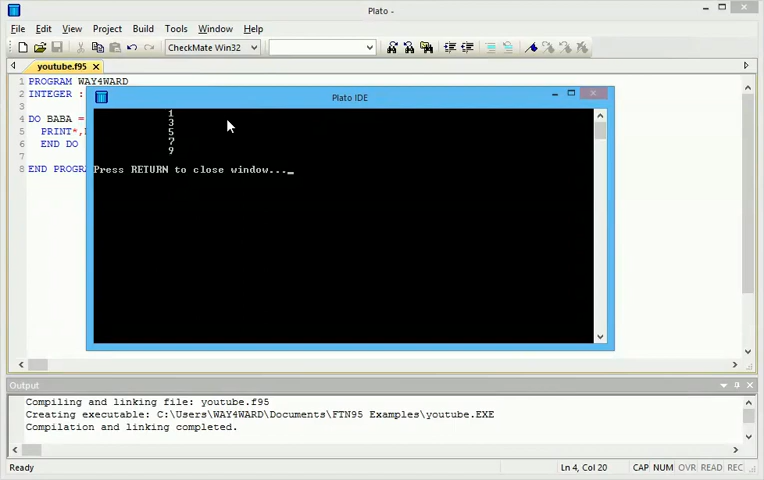 Plato -
File Edit View Project Build Tools Window Help
CheckMate Win32
youtube.f95
1 PROGRAM WAY4WARD
2 INTEGER :
3
4 DO BABA =
5 PRINT*,
6 END DO
7
8 END PROGRA
Plato IDE
1
3
5
7
9
Press RETURN to close window..._
Output
Compiling and linking file: youtube.f95
Creating executable: C:\Users\WAY4WARD\Documents\FTN95 Examples\youtube.EXE
Compilation and linking completed.
Ready Ln 4, Col 20 CAP NUM OVR READ REC